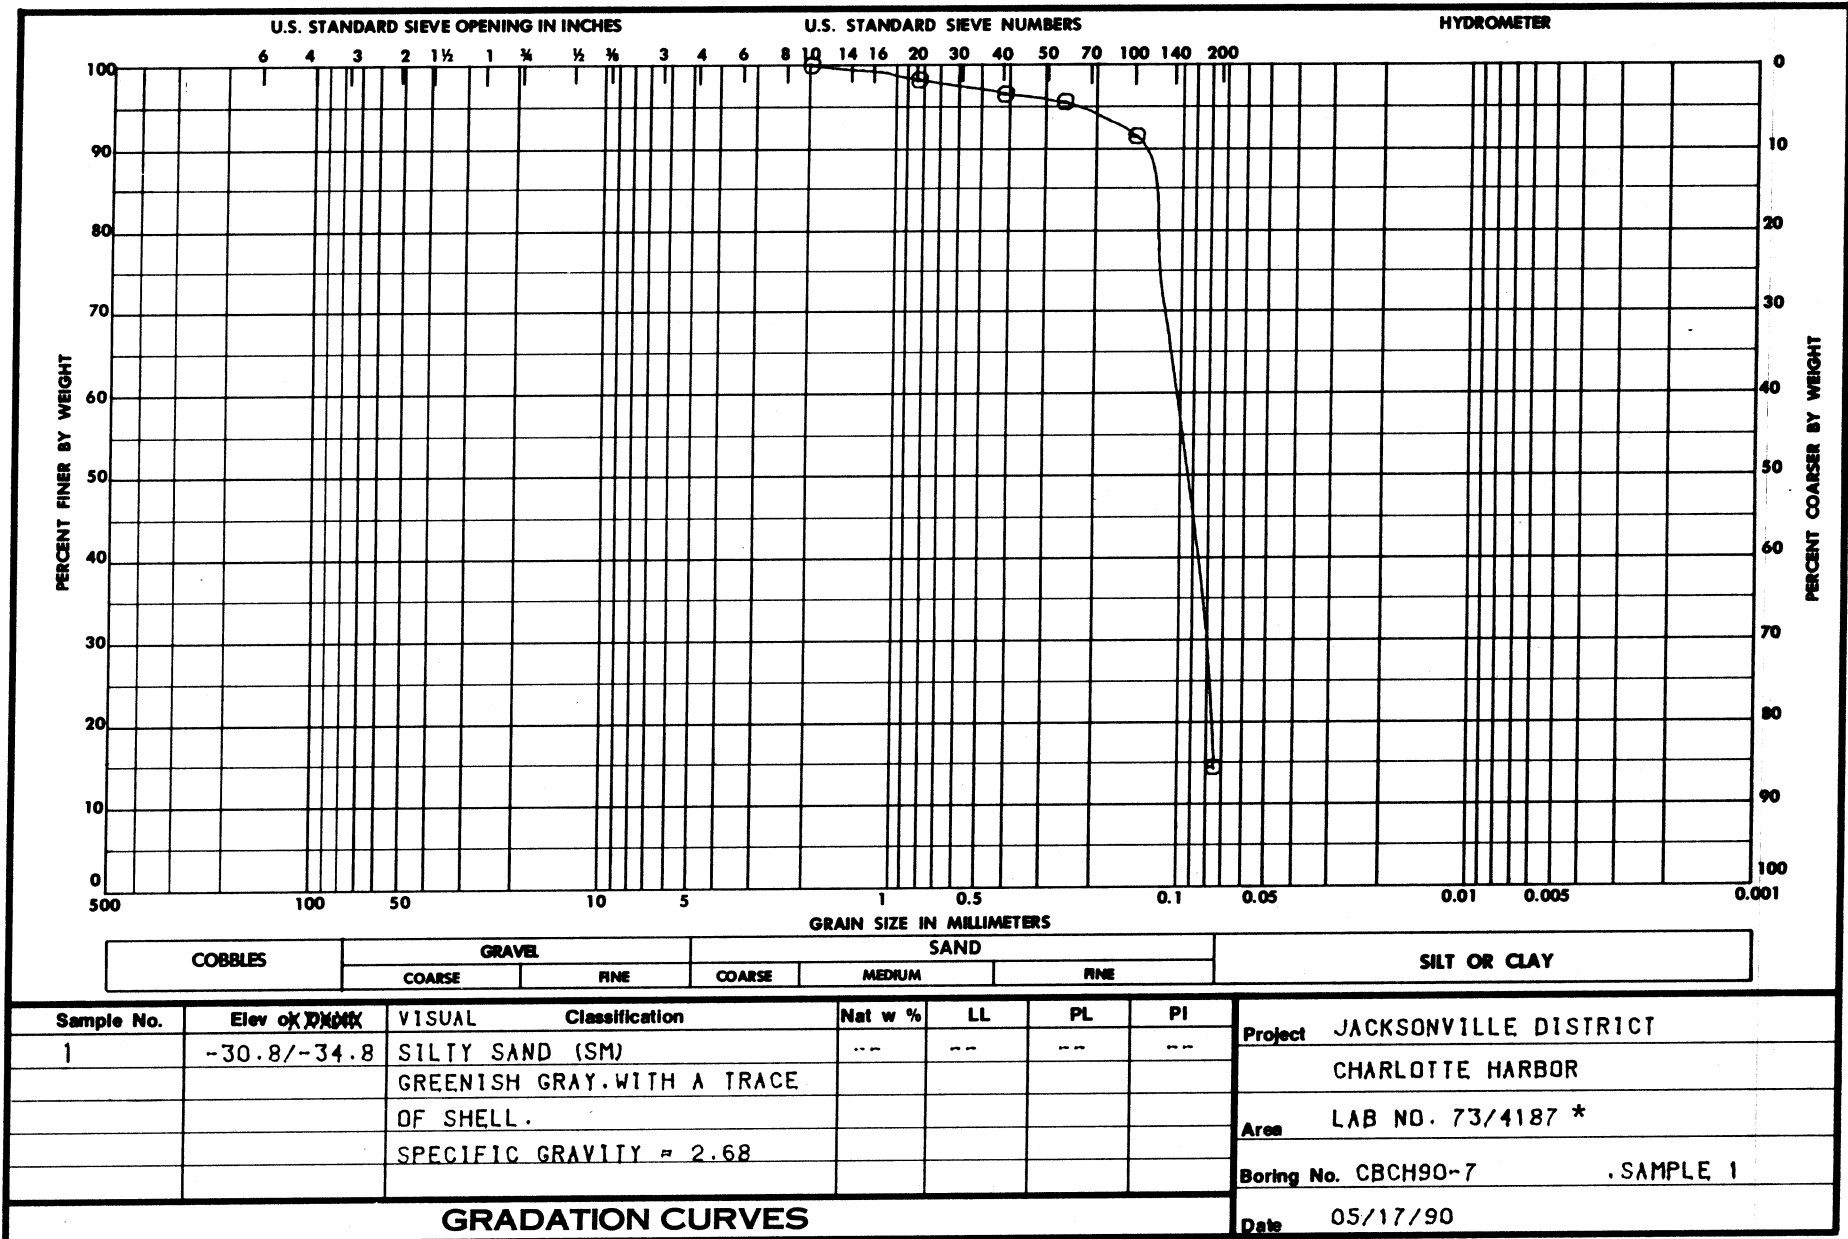 U.S. STANDARD SIEVE OPENING IN INCHES U.S. STANDARD SIEVE NUMBERS HYDROMETER
6 4 3 2 1½ 1 ¾ ½ ⅜ 3 4 6 8 10 14 16 20 30 40 50 70 100 140 200
100 0
90 10
80 20
70 30
60 40
50 50
40 60
30 70
20 80
10 90
0 100
PERCENT FINER BY WEIGHT
PERCENT COARSER BY WEIGHT
500 100 50 10 5 1 0.5 0.1 0.05 0.01 0.005 0.001
GRAIN SIZE IN MILLIMETERS
COBBLES GRAVEL SAND SILT OR CLAY
COARSE FINE COARSE MEDIUM FINE
Sample No. Elev or VISUAL Classification Nat w % LL PL PI
1 -30.8/-34.8 SILTY SAND (SM) -- -- -- --
GREENISH GRAY.WITH A TRACE
OF SHELL.
SPECIFIC GRAVITY = 2.68
GRADATION CURVES
Project JACKSONVILLE DISTRICT
CHARLOTTE HARBOR
Area LAB NO. 73/4187 *
Boring No. CBCH90-7 .SAMPLE 1
Date 05/17/90